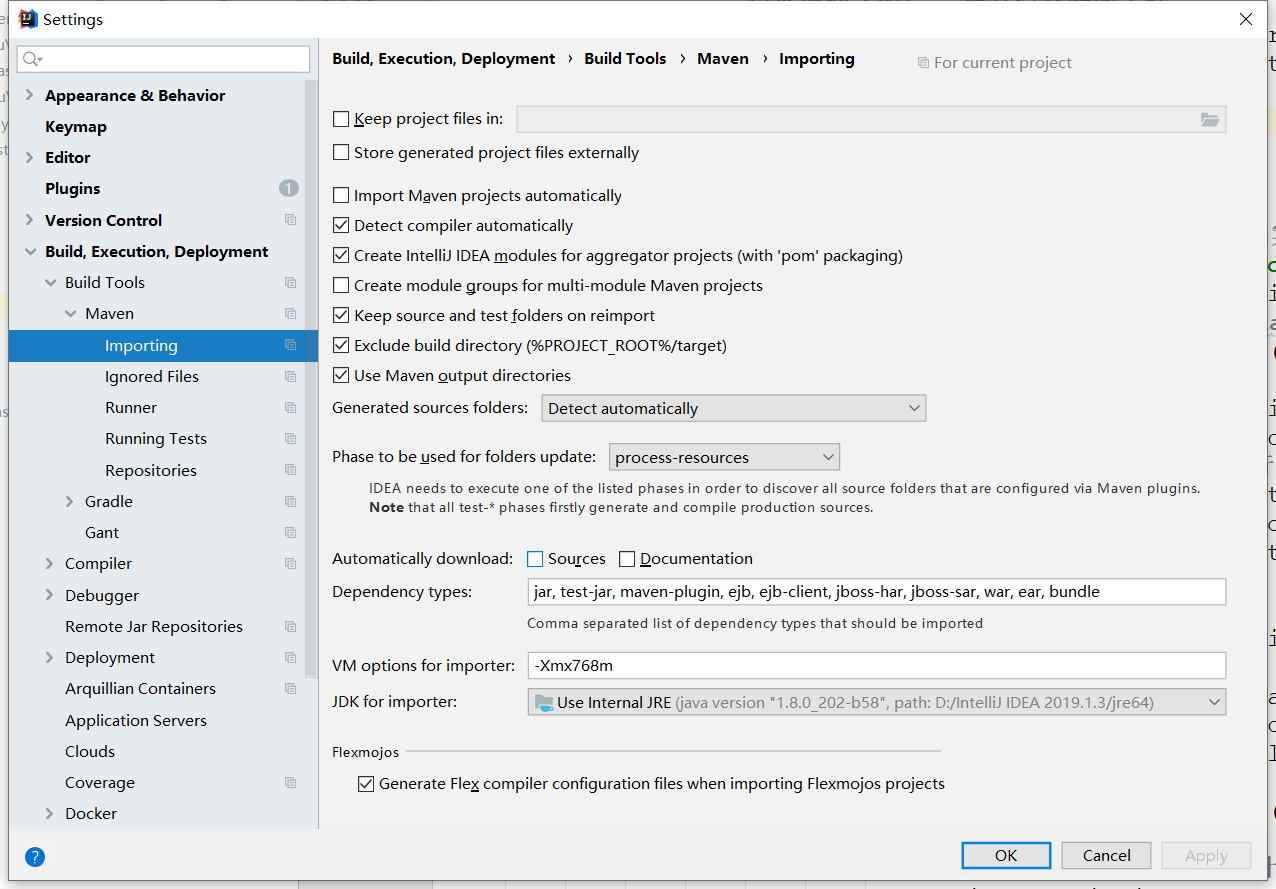 Settings
Build, Execution, Deployment › Build Tools › Maven › Importing
For current project
Appearance & Behavior
Keymap
Editor
Plugins
1
Version Control
Build, Execution, Deployment
Build Tools
Maven
Importing
Ignored Files
Runner
Running Tests
Repositories
Gradle
Gant
Compiler
Debugger
Remote Jar Repositories
Deployment
Arquillian Containers
Application Servers
Clouds
Coverage
Docker
Keep project files in:
Store generated project files externally
Import Maven projects automatically
Detect compiler automatically
Create IntelliJ IDEA modules for aggregator projects (with 'pom' packaging)
Create module groups for multi-module Maven projects
Keep source and test folders on reimport
Exclude build directory (%PROJECT_ROOT%/target)
Use Maven output directories
Generated sources folders: Detect automatically
Phase to be used for folders update: process-resources
IDEA needs to execute one of the listed phases in order to discover all source folders that are configured via Maven plugins.
Note that all test-* phases firstly generate and compile production sources.
Automatically download: Sources Documentation
Dependency types: jar, test-jar, maven-plugin, ejb, ejb-client, jboss-har, jboss-sar, war, ear, bundle
Comma separated list of dependency types that should be imported
VM options for importer: -Xmx768m
JDK for importer: Use Internal JRE (java version "1.8.0_202-b58", path: D:/IntelliJ IDEA 2019.1.3/jre64)
Flexmojos
Generate Flex compiler configuration files when importing Flexmojos projects
?
OK Cancel Apply